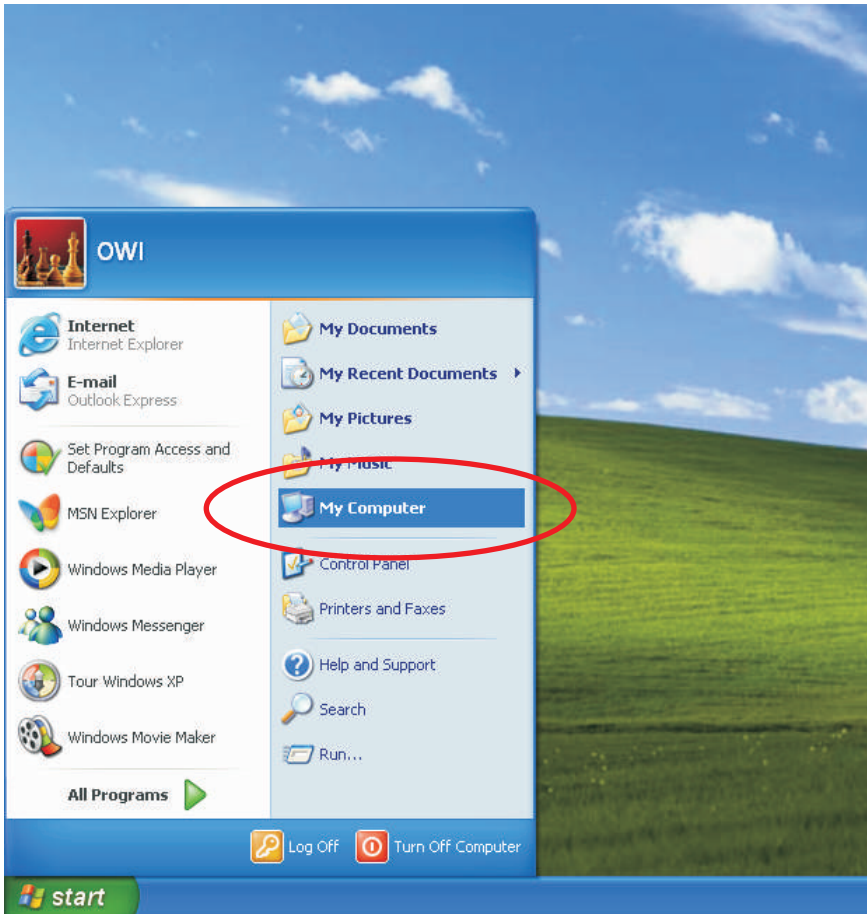 OWI
Internet
Internet Explorer
E-mail
Outlook Express
Set Program Access and
Defaults
MSN Explorer
Windows Media Player
Windows Messenger
Tour Windows XP
Windows Movie Maker
All Programs
My Documents
My Recent Documents
My Pictures
My Music
My Computer
Control Panel
Printers and Faxes
Help and Support
Search
Run...
Log Off
Turn Off Computer
start